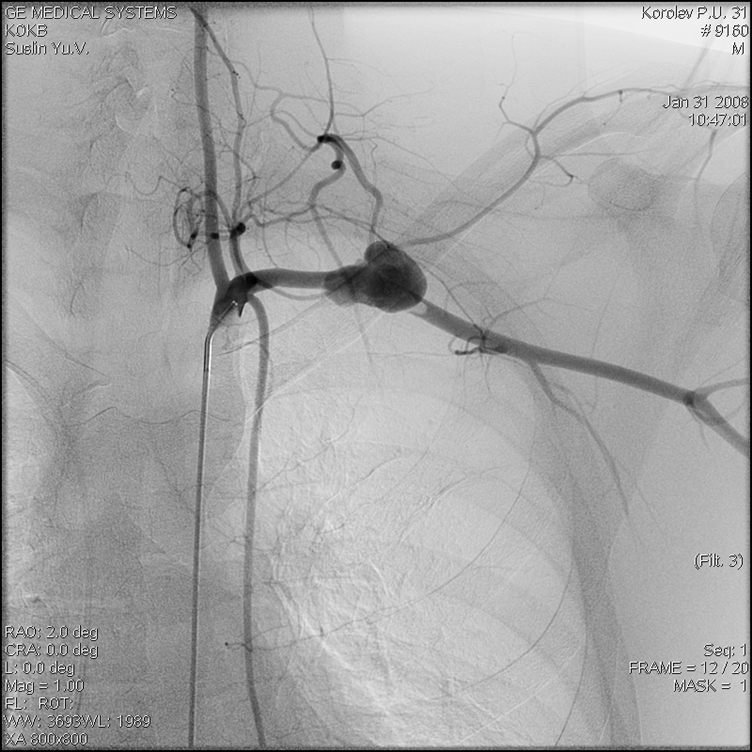 GE MEDICAL SYSTEMS
KOKB
Suslin Yu.V.
Korolev P.U. 31
# 9160
M
Jan 31 2008
10:47:01
(Filt. 3)
RAO: 2.0 deg
CRA: 0.0 deg
L: 0.0 deg
Mag = 1.00
FL: ROT:
WW: 3693WL: 1989
XA 800x800
Seq: 1
FRAME = 12 / 20
MASK = 1